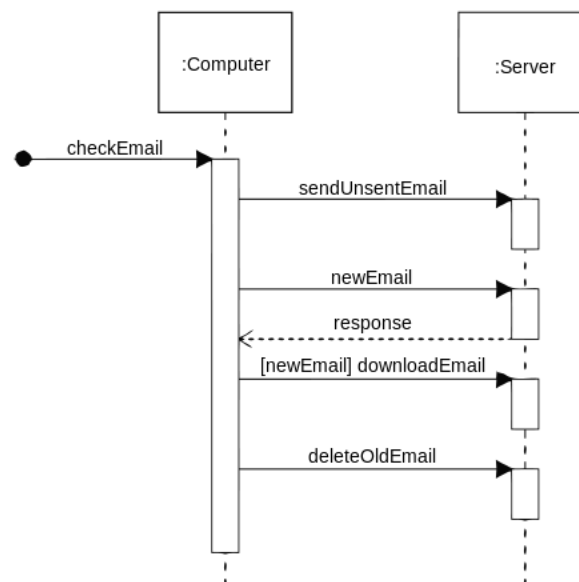 :Computer
:Server
checkEmail
sendUnsentEmail
newEmail
response
[newEmail] downloadEmail
deleteOldEmail